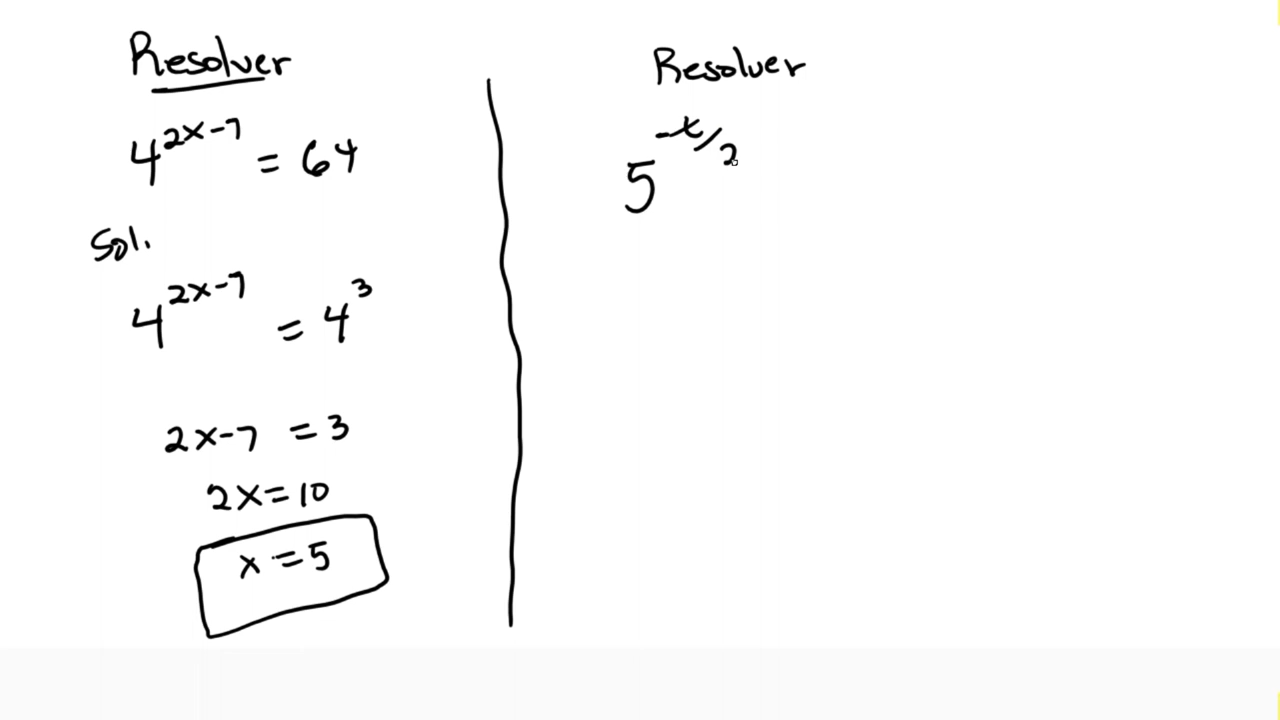 Resolver
4^{2x-7} = 64
Sol.
4^{2x-7} = 4^3
2x-7 = 3
2x=10
x=5
Resolver
5^{-t/2}